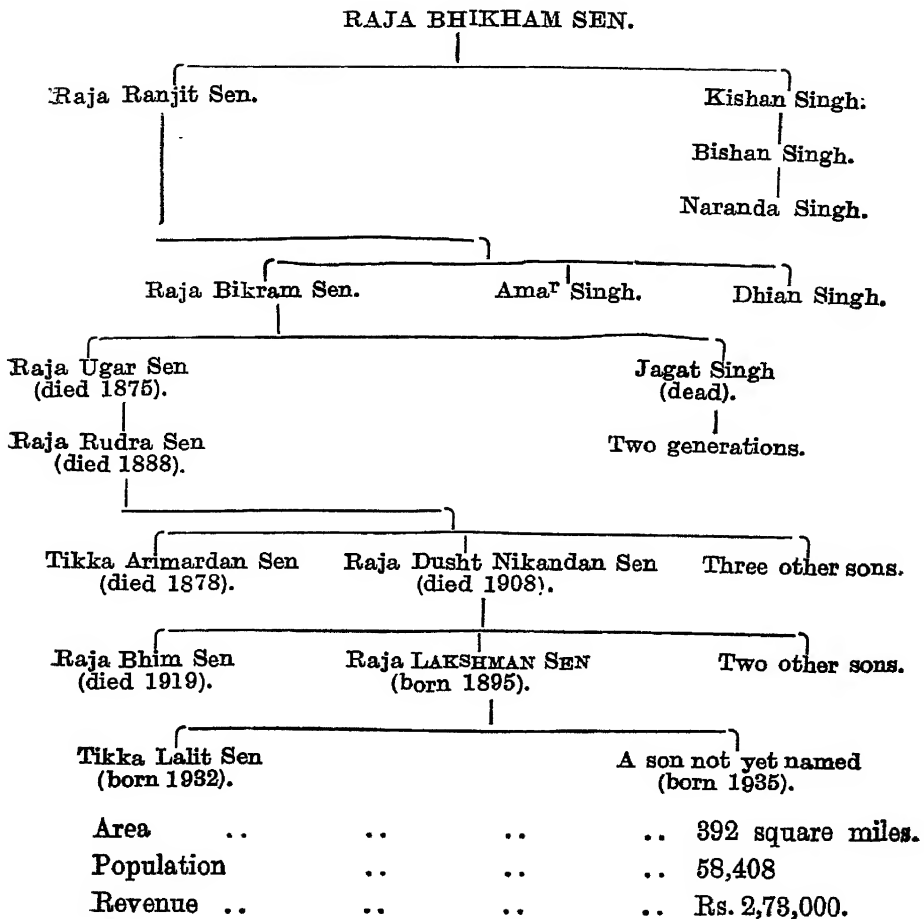 RAJA BHIKHAM SEN.
Raja Ranjit Sen. Kishan Singh.
Bishan Singh.
Naranda Singh.
Raja Bikram Sen. Amar Singh. Dhian Singh.
Raja Ugar Sen Jagat Singh
(died 1875). (dead).
Raja Rudra Sen Two generations.
(died 1888).
Tikka Arimardan Sen Raja Dusht Nikandan Sen Three other sons.
(died 1878). (died 1908).
Raja Bhim Sen Raja LAKSHMAN SEN Two other sons.
(died 1919). (born 1895).
Tikka Lalit Sen A son not yet named
(born 1932). (born 1935).
Area .. .. .. .. 392 square miles.
Population .. .. .. 58,408
Revenue .. .. .. .. Rs. 2,73,000.